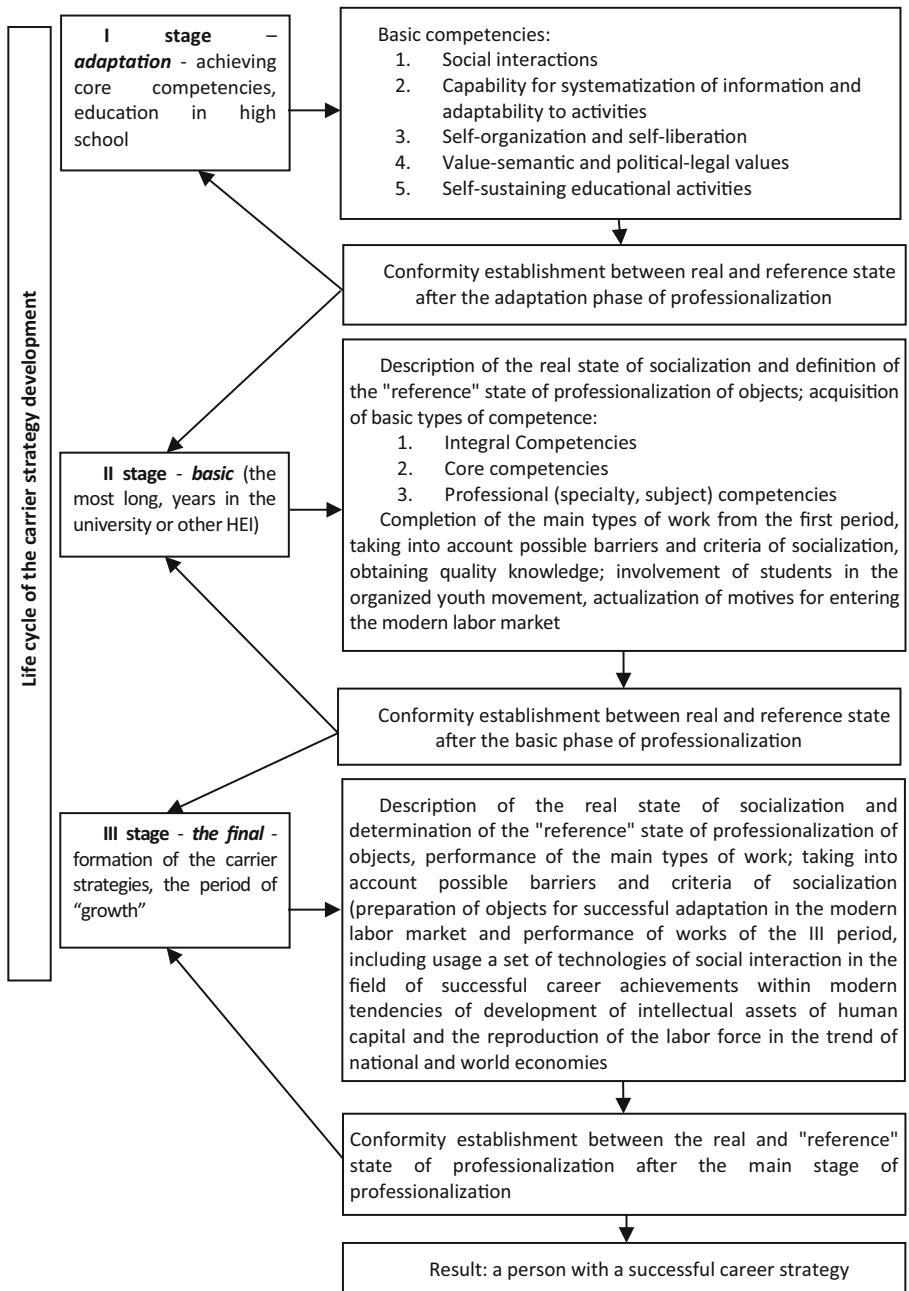 Life cycle of the carrier strategy development
I stage –
adaptation - achieving
core competencies,
education in high
school
Basic competencies:
1. Social interactions
2. Capability for systematization of information and
adaptability to activities
3. Self-organization and self-liberation
4. Value-semantic and political-legal values
5. Self-sustaining educational activities
Conformity establishment between real and reference state
after the adaptation phase of professionalization
II stage - basic (the
most long, years in the
university or other HEI)
Description of the real state of socialization and definition of
the "reference" state of professionalization of objects; acquisition
of basic types of competence:
1. Integral Competencies
2. Core competencies
3. Professional (specialty, subject) competencies
Completion of the main types of work from the first period,
taking into account possible barriers and criteria of socialization,
obtaining quality knowledge; involvement of students in the
organized youth movement, actualization of motives for entering
the modern labor market
Conformity establishment between real and reference state
after the basic phase of professionalization
III stage - the final -
formation of the carrier
strategies, the period of
“growth”
Description of the real state of socialization and
determination of the "reference" state of professionalization of
objects, performance of the main types of work; taking into
account possible barriers and criteria of socialization
(preparation of objects for successful adaptation in the modern
labor market and performance of works of the III period,
including usage a set of technologies of social interaction in the
field of successful career achievements within modern
tendencies of development of intellectual assets of human
capital and the reproduction of the labor force in the trend of
national and world economies
Conformity establishment between the real and "reference"
state of professionalization after the main stage of
professionalization
Result: a person with a successful career strategy